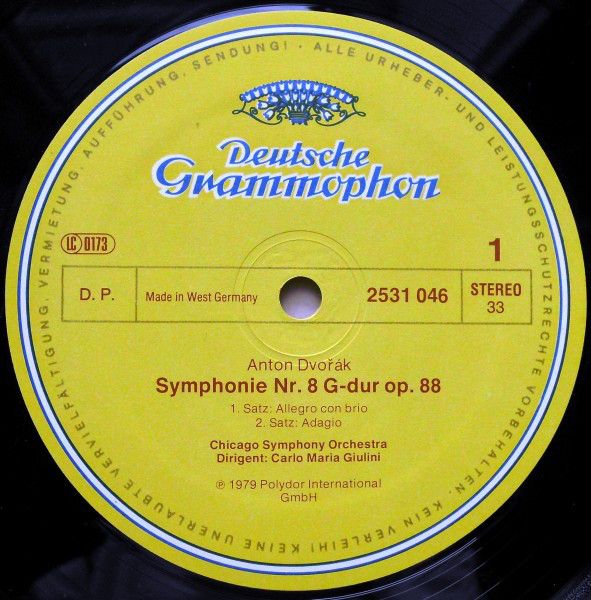 ALLE URHEBER- UND LEISTUNGSSCHUTZRECHTE VORBEHALTEN · KEIN VERLEIH! KEINE UNERLAUBTE VERVIELFÄLTIGUNG, VERMIETUNG, AUFFÜHRUNG, SENDUNG! ·
Deutsche
Grammophon
LC 0173
1
D. P.
Made in West Germany
2531 046
STEREO
33
Anton Dvořák
Symphonie Nr. 8 G-dur op. 88
1. Satz: Allegro con brio
2. Satz: Adagio
Chicago Symphony Orchestra
Dirigent: Carlo Maria Giulini
℗ 1979 Polydor International
GmbH